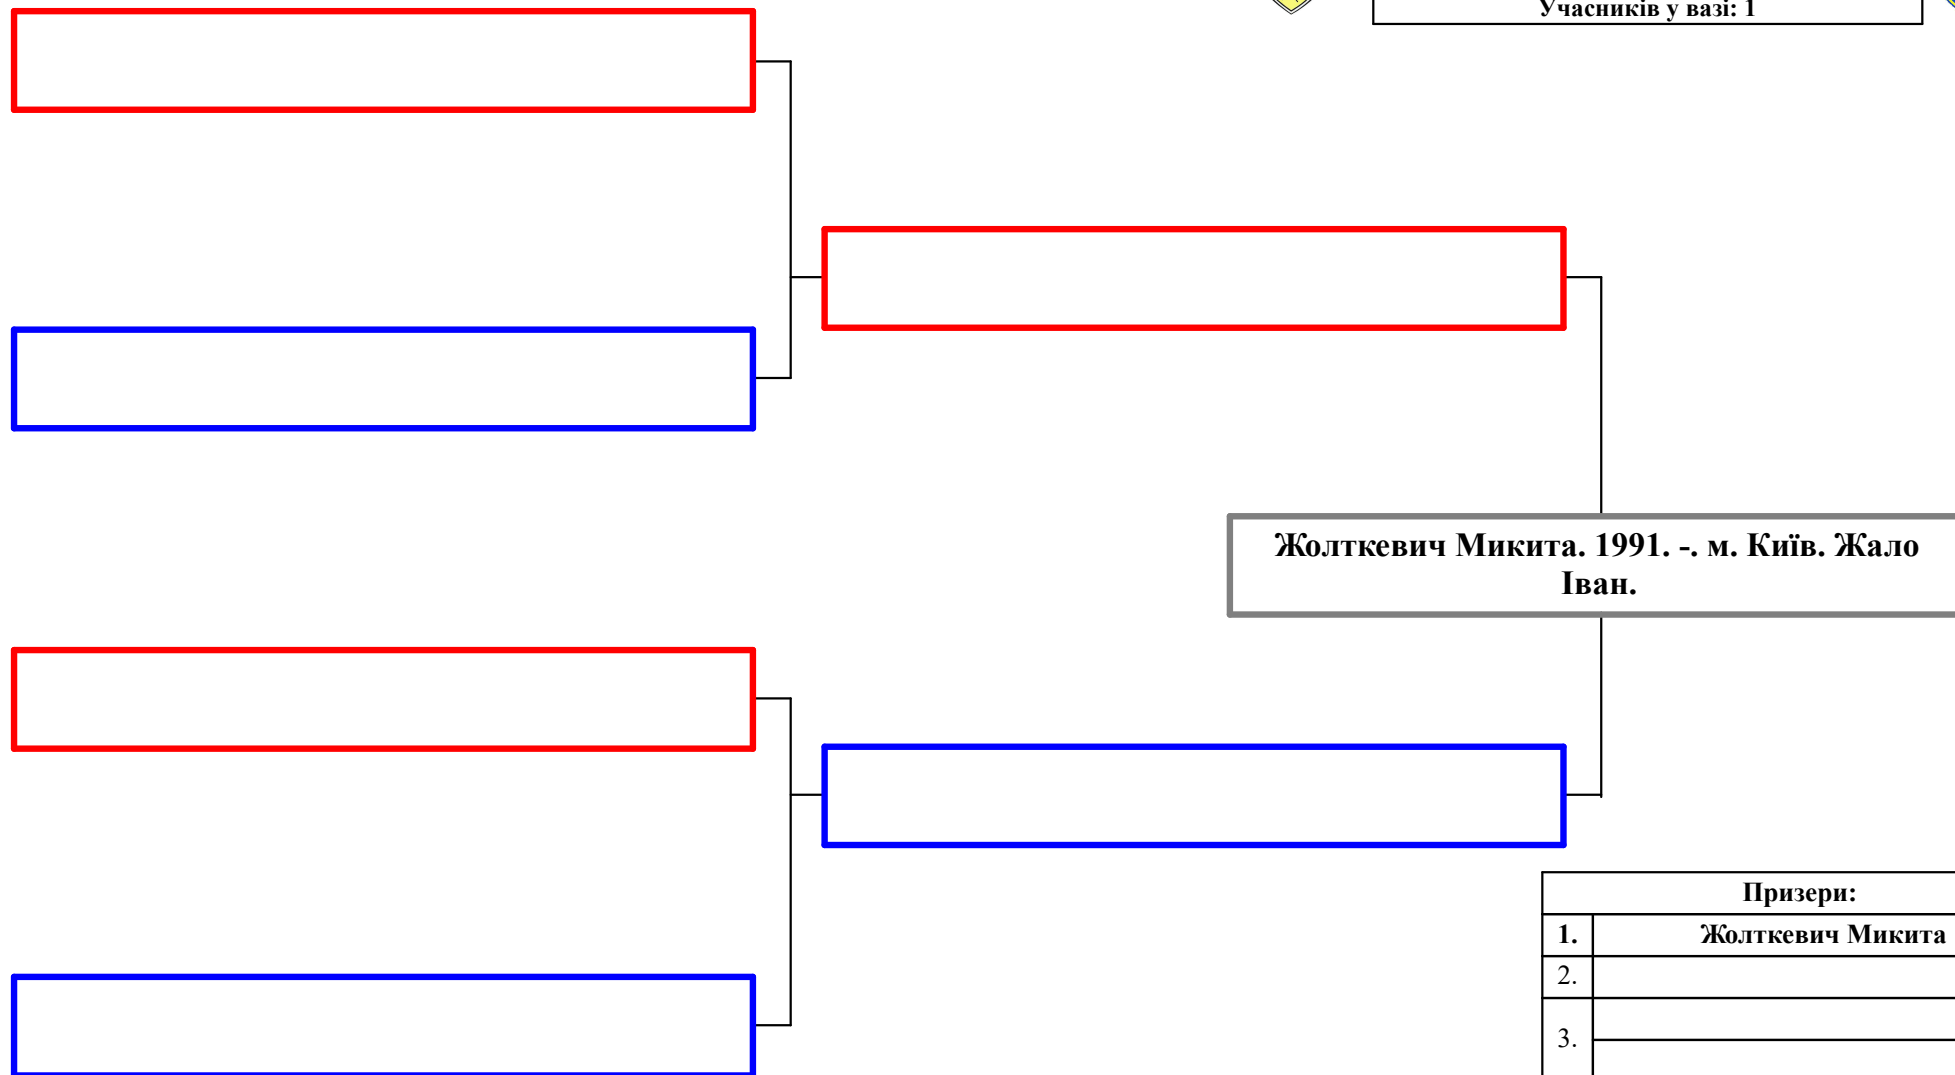 Учасників у вазі: 1
Жолткевич Микита. 1991. -. м. Київ. Жало
Іван.
Призери:
1. Жолткевич Микита
2.
3.